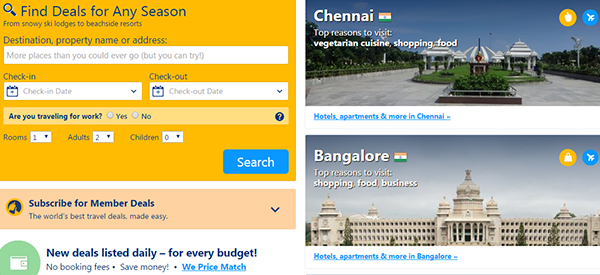 Find Deals for Any Season
From snowy ski lodges to beachside resorts
Destination, property name or address:
More places than you could ever go (but you can try!)
Check-in
Check-out
Check-in Date
Check-out Date
Are you traveling for work? Yes No
?
Rooms 1 Adults 2 Children 0
Search
Subscribe for Member Deals
The world's best travel deals, made easy.
New deals listed daily – for every budget!
No booking fees • Save money! • We Price Match
Chennai
Top reasons to visit:
vegetarian cuisine, shopping, food
Hotels, apartments & more in Chennai »
Bangalore
Top reasons to visit:
shopping, food, business
Hotels, apartments & more in Bangalore »